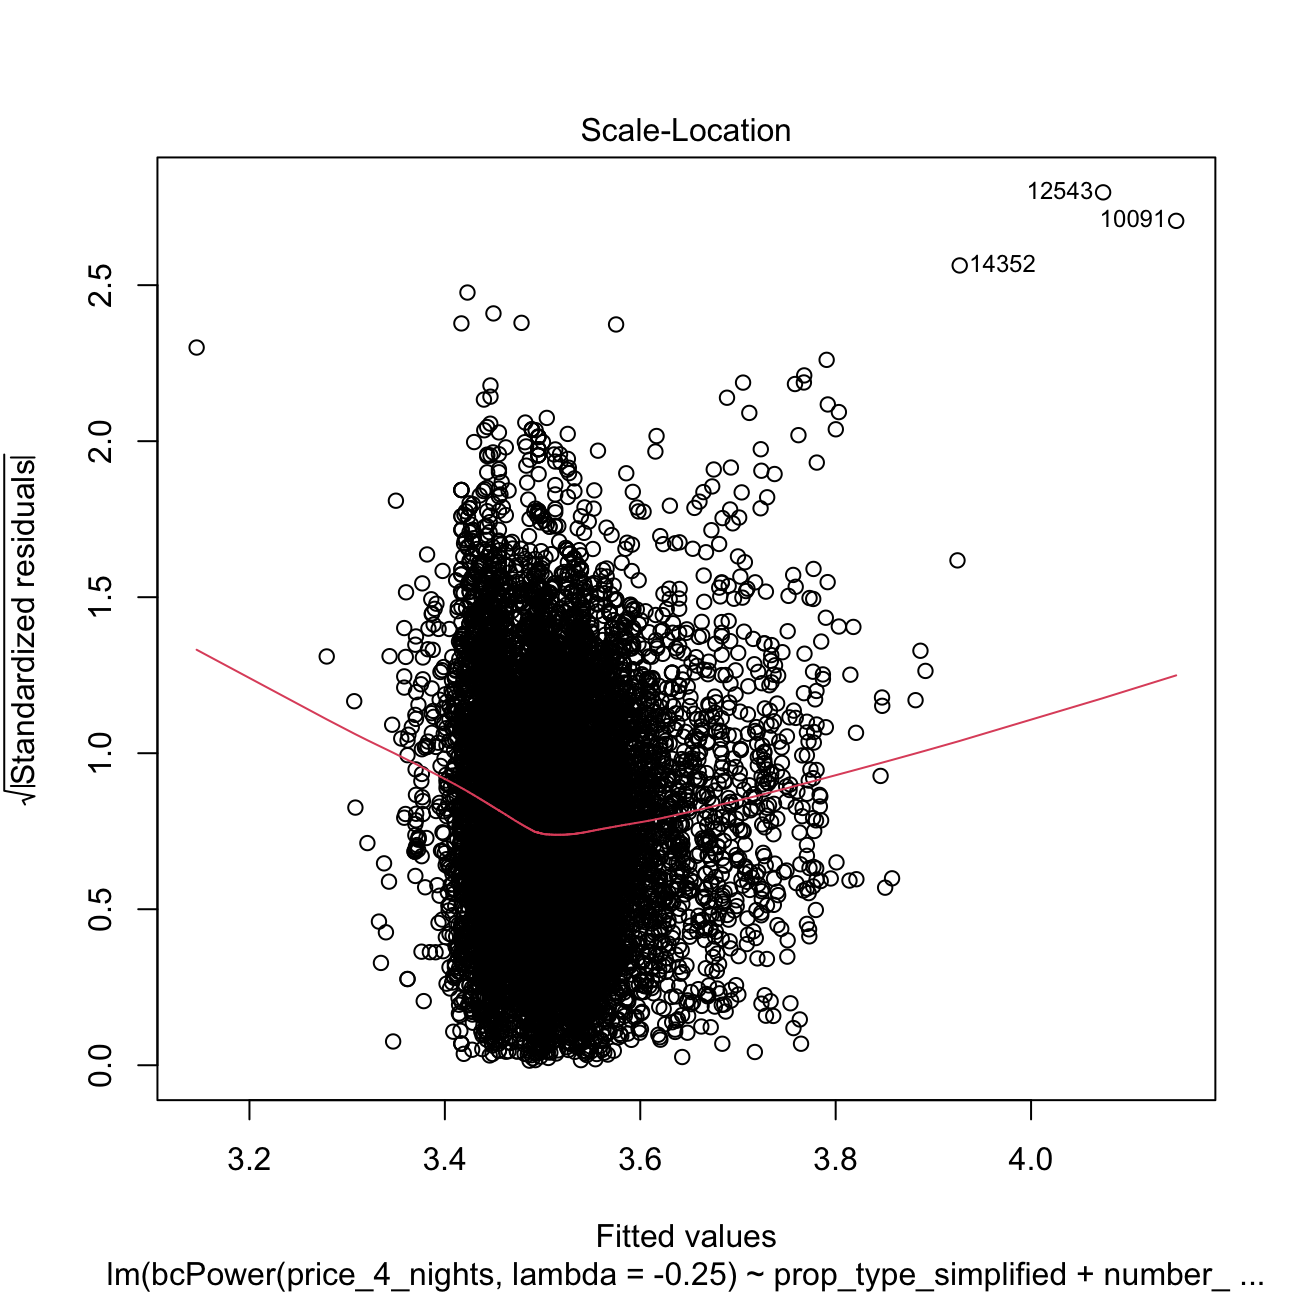 Scale-Location
12543
10091
14352
√|Standardized residuals|
0.0 0.5 1.0 1.5 2.0 2.5
3.2 3.4 3.6 3.8 4.0
Fitted values
lm(bcPower(price_4_nights, lambda = -0.25) ~ prop_type_simplified + number_ ...